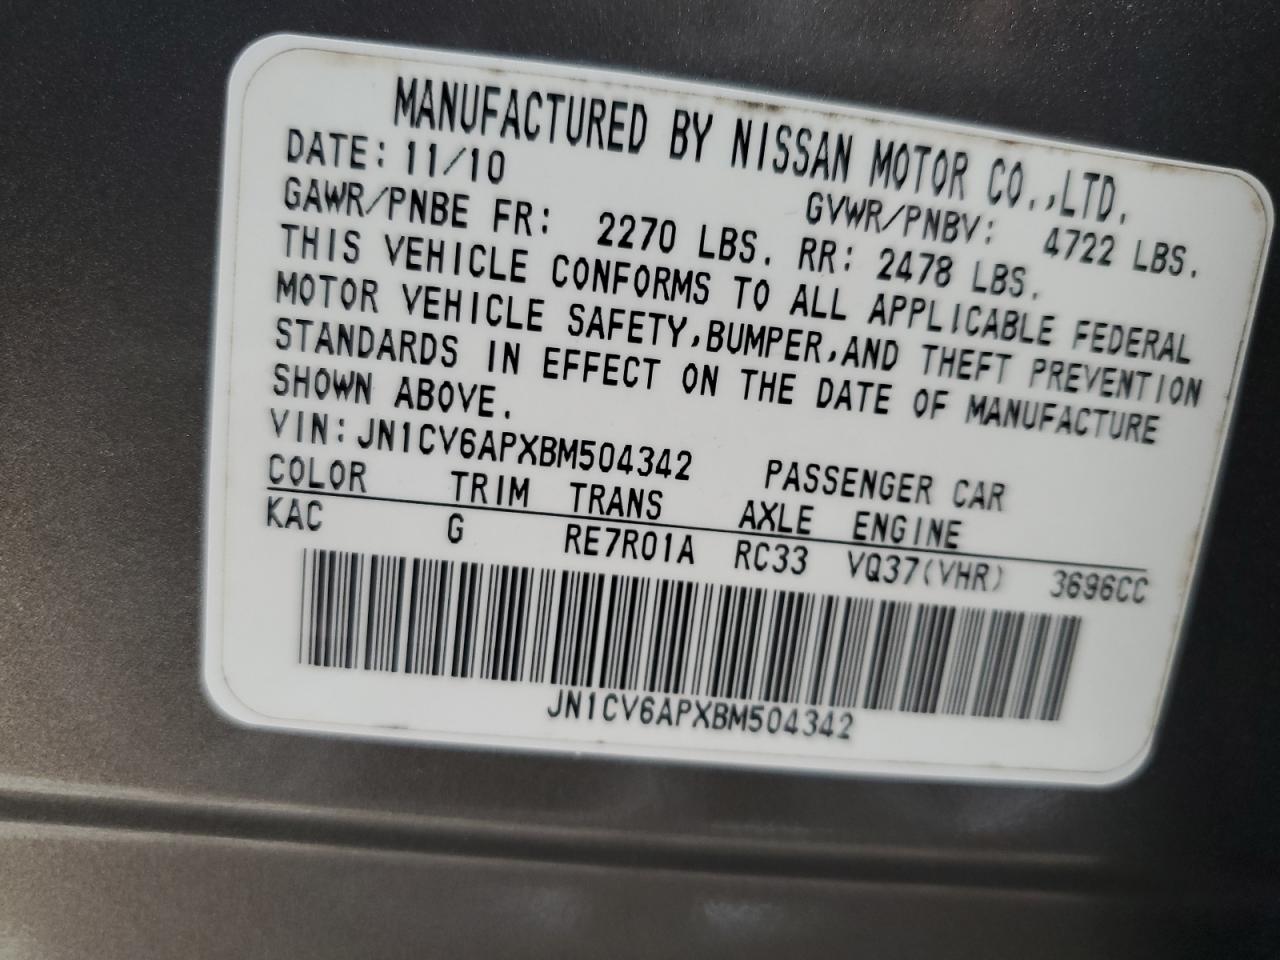 MANUFACTURED BY NISSAN MOTOR CO.,LTD.
DATE: 11/10 GVWR/PNBV: 4722 LBS.
GAWR/PNBE FR: 2270 LBS. RR: 2478 LBS.
THIS VEHICLE CONFORMS TO ALL APPLICABLE FEDERAL
MOTOR VEHICLE SAFETY,BUMPER,AND THEFT PREVENTION
STANDARDS IN EFFECT ON THE DATE OF MANUFACTURE
SHOWN ABOVE.
VIN: JN1CV6APXBM504342 PASSENGER CAR
COLOR TRIM TRANS AXLE ENGINE
KAC G RE7R01A RC33 VQ37(VHR) 3696CC
JN1CV6APXBM504342